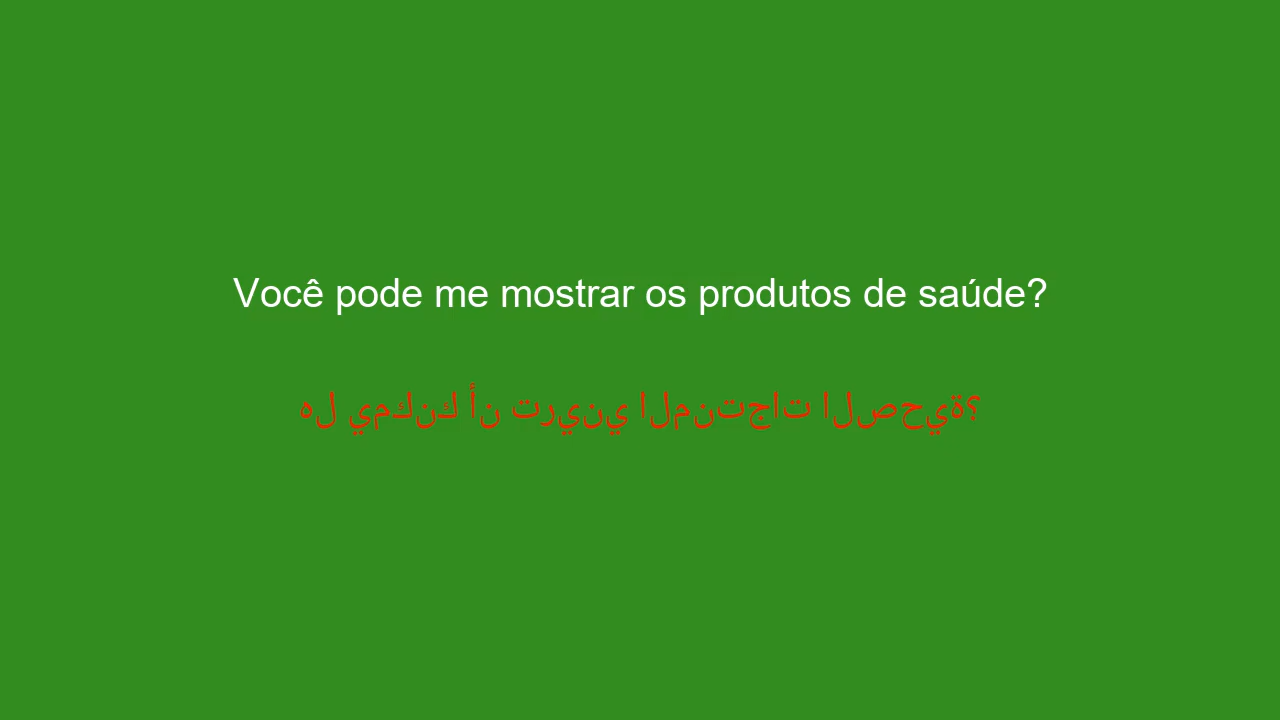 Você pode me mostrar os produtos de saúde?
هل يمكنك أن تريني المنتجات الصحية؟